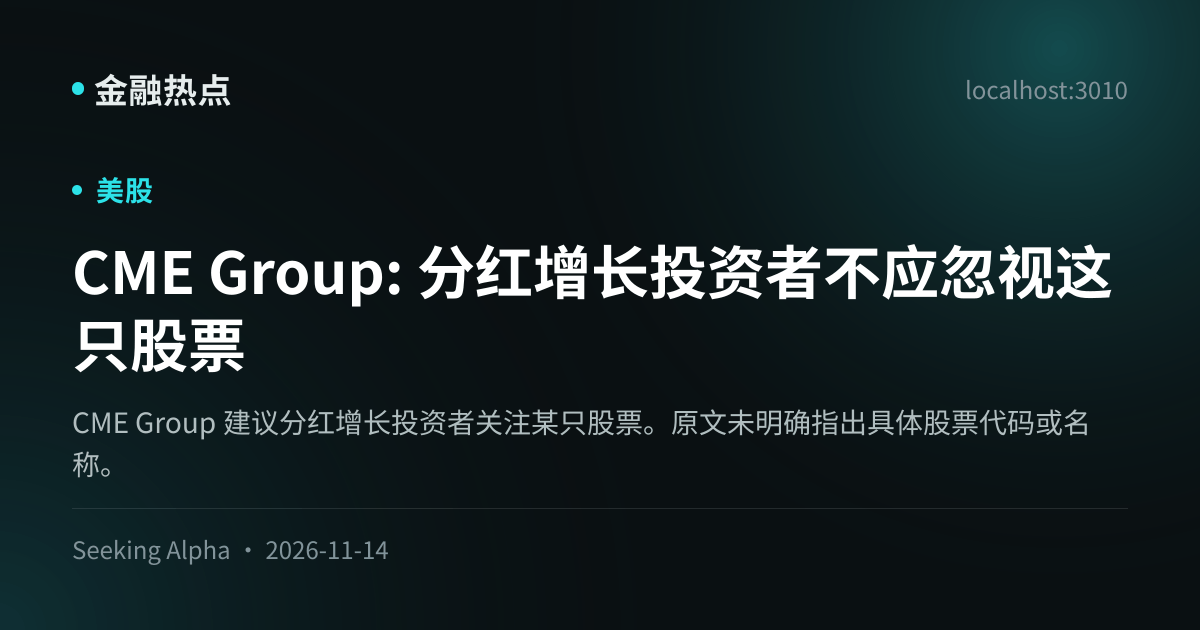 金融热点
localhost:3010
美股
CME Group: 分红增长投资者不应忽视这
只股票
CME Group 建议分红增长投资者关注某只股票。原文未明确指出具体股票代码或名
称。
Seeking Alpha • 2026-11-14